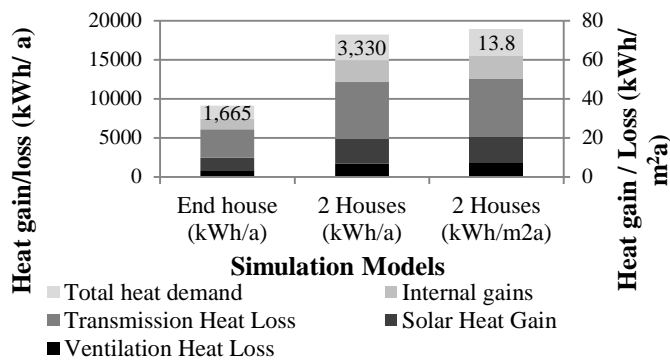 Heat gain/loss (kWh/ a)
20000
15000
10000
5000
0
1,665
3,330
13.8
80
60
40
20
0
Heat gain / Loss (kWh/
m²a)
End house
(kWh/a)
2 Houses
(kWh/a)
2 Houses
(kWh/m2a)
Simulation Models
Total heat demand
Internal gains
Transmission Heat Loss
Solar Heat Gain
Ventilation Heat Loss